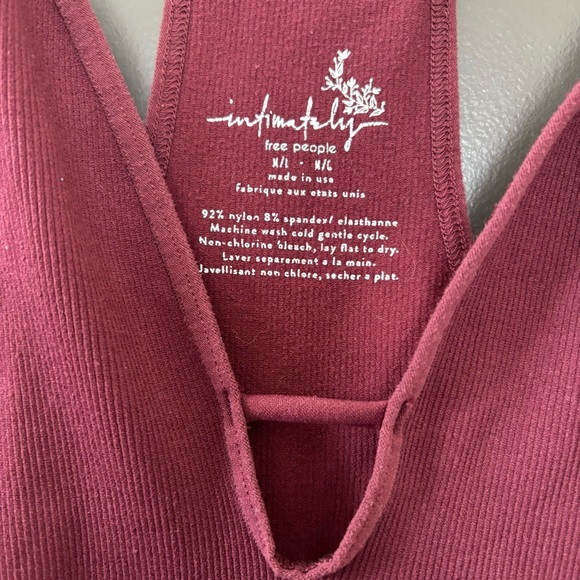 intimately
free people
M/L · M/G
made in usa
fabrique aux etats unis
92% nylon 8% spandex/ elasthanne
Machine wash cold gentle cycle.
Non-chlorine bleach, lay flat to dry.
Laver separement a la main.
Javellisant non chlore, secher a plat.